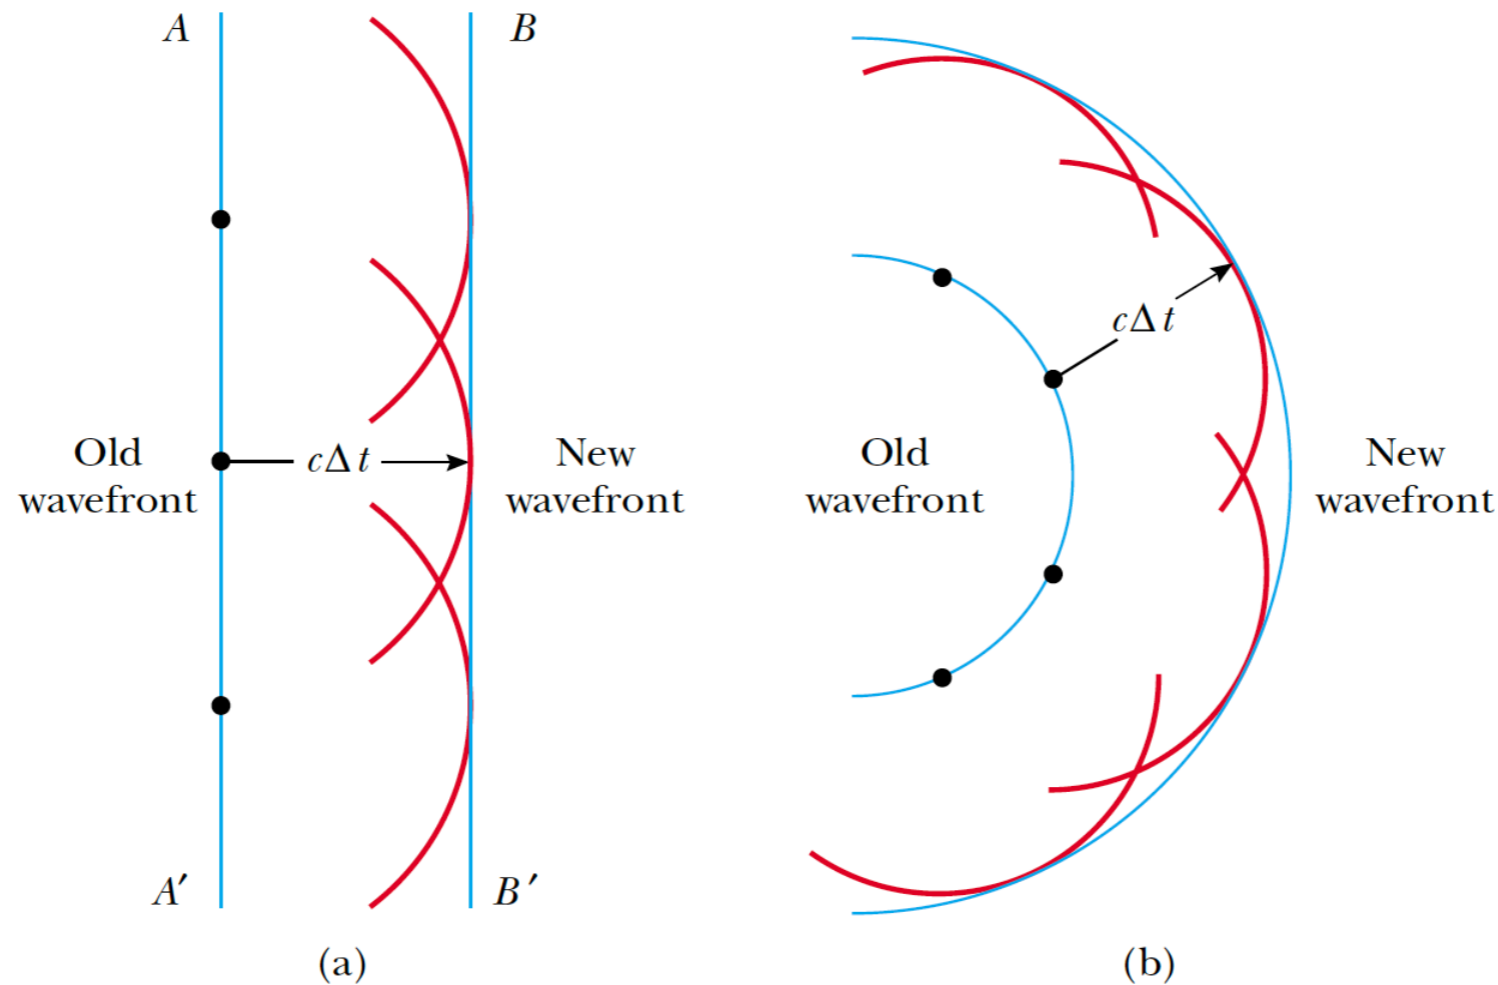 A
B
Old
wavefront
cΔt
New
wavefront
A′
B′
(a)
cΔt
Old
wavefront
New
wavefront
(b)